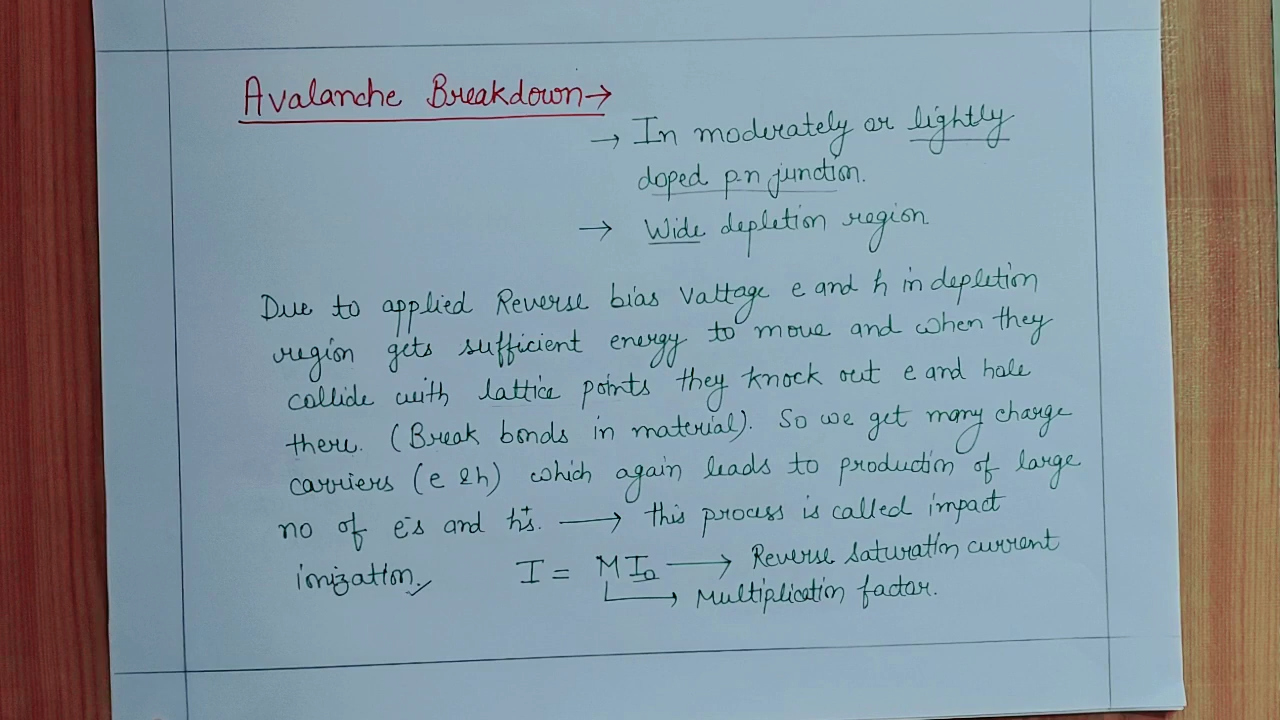 Avalanche Breakdown→
→ In moderately or lightly
doped p-n junction.
→ Wide depletion region
Due to applied Reverse bias Valtage e and h in depletion
region gets sufficient energy to move and when they
collide with lattice points they knock out e and hole
there. (Break bonds in material). So we get many charge
carriers (e & h) which again leads to production of large
no of e⁻s and h⁺s. → this process is called impact
ionization. I = MI₀ → Reverse Saturation current
→ Multiplication factor.